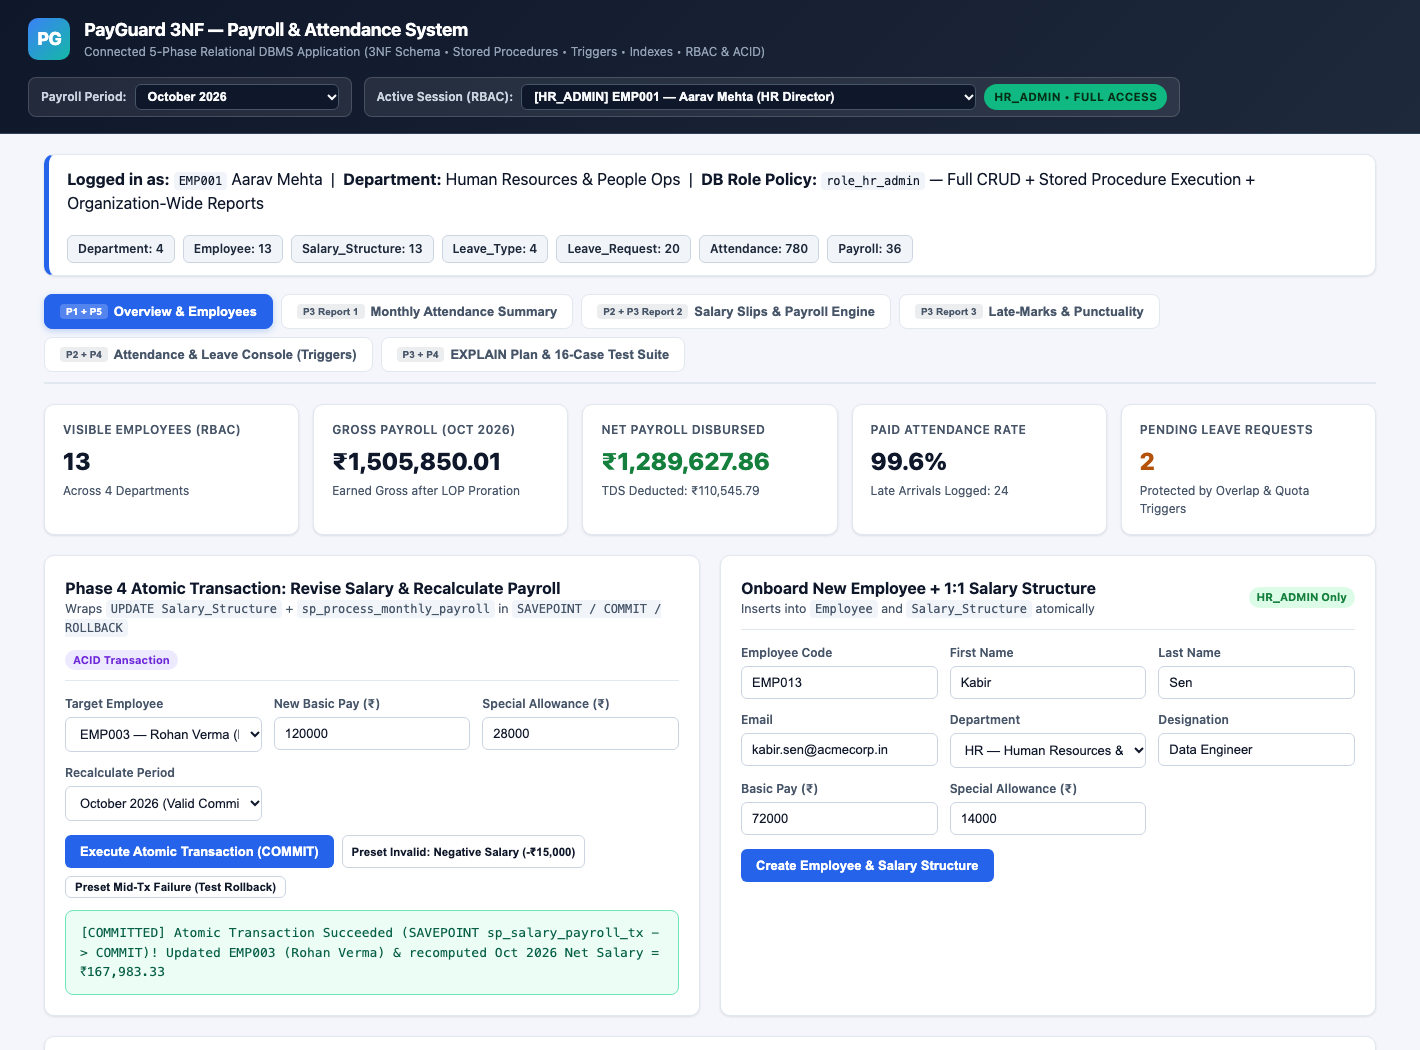 PG
PayGuard 3NF — Payroll & Attendance System
Connected 5-Phase Relational DBMS Application (3NF Schema • Stored Procedures • Triggers • Indexes • RBAC & ACID)
Payroll Period: October 2026
Active Session (RBAC): [HR_ADMIN] EMP001 — Aarav Mehta (HR Director) HR_ADMIN • FULL ACCESS
Logged in as: EMP001 Aarav Mehta | Department: Human Resources & People Ops | DB Role Policy: role_hr_admin — Full CRUD + Stored Procedure Execution +
Organization-Wide Reports
Department: 4 Employee: 13 Salary_Structure: 13 Leave_Type: 4 Leave_Request: 20 Attendance: 780 Payroll: 36
P1 + P5 Overview & Employees
P3 Report 1 Monthly Attendance Summary
P2 + P3 Report 2 Salary Slips & Payroll Engine
P3 Report 3 Late-Marks & Punctuality
P2 + P4 Attendance & Leave Console (Triggers)
P3 + P4 EXPLAIN Plan & 16-Case Test Suite
VISIBLE EMPLOYEES (RBAC)
13
Across 4 Departments
GROSS PAYROLL (OCT 2026)
₹1,505,850.01
Earned Gross after LOP Proration
NET PAYROLL DISBURSED
₹1,289,627.86
TDS Deducted: ₹110,545.79
PAID ATTENDANCE RATE
99.6%
Late Arrivals Logged: 24
PENDING LEAVE REQUESTS
2
Protected by Overlap & Quota
Triggers
Phase 4 Atomic Transaction: Revise Salary & Recalculate Payroll
Wraps UPDATE Salary_Structure + sp_process_monthly_payroll in SAVEPOINT / COMMIT /
ROLLBACK
ACID Transaction
Target Employee New Basic Pay (₹) Special Allowance (₹)
EMP003 — Rohan Verma ( 120000 28000
Recalculate Period
October 2026 (Valid Commi
Execute Atomic Transaction (COMMIT) Preset Invalid: Negative Salary (-₹15,000)
Preset Mid-Tx Failure (Test Rollback)
[COMMITTED] Atomic Transaction Succeeded (SAVEPOINT sp_salary_payroll_tx –
> COMMIT)! Updated EMP003 (Rohan Verma) & recomputed Oct 2026 Net Salary =
₹167,983.33
Onboard New Employee + 1:1 Salary Structure
Inserts into Employee and Salary_Structure atomically
HR_ADMIN Only
Employee Code First Name Last Name
EMP013 Kabir Sen
Email Department Designation
kabir.sen@acmecorp.in HR — Human Resources & Data Engineer
Basic Pay (₹) Special Allowance (₹)
72000 14000
Create Employee & Salary Structure